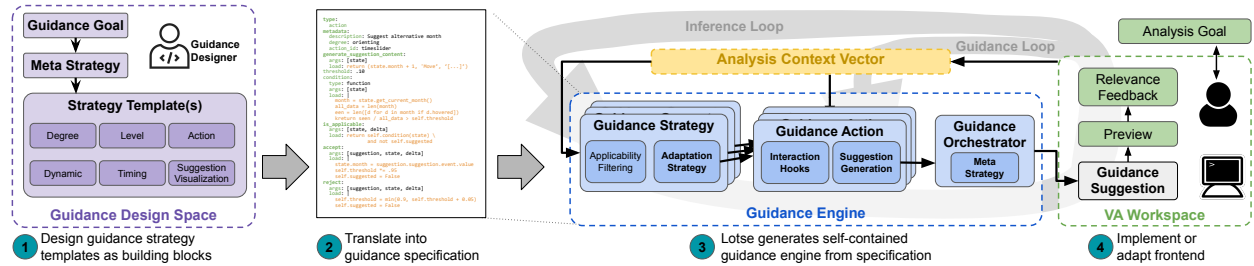 Guidance Goal
Meta Strategy
Guidance
Designer
Strategy Template(s)
Degree
Level
Action
Dynamic
Timing
Suggestion
Visualization
Guidance Design Space
1
Design guidance strategy
templates as building blocks
type:
action
metadata:
description: Suggest alternative month
degree: orienting
action_id: timeslider
generate_suggestion_content:
args: [state]
load: return (state.month + 1, "Move", "[...]")
threshold: .10
condition:
type: function
args: [state]
load: |
month = state.get_current_month()
all_data = len(month)
seen = len([d for d in month if d.hovered])
return seen / all_data > self.threshold
is_applicable:
args: [state, delta]
load: return self.condition(state) \
and not self.suggested
accept:
args: [suggestion, state, delta]
load: |
state.month = suggestion.suggestion.event.value
self.threshold *= .95
self.suggested = False
reject:
args: [suggestion, state, delta]
load: |
self.threshold = min(0.9, self.threshold + 0.05)
self.suggested = False
2
Translate into
guidance specification
Inference Loop
Guidance Loop
Analysis Context Vector
Guidance Strategy
Applicability
Filtering
Adaptation
Strategy
Guidance Action
Interaction
Hooks
Suggestion
Generation
Guidance
Orchestrator
Meta
Strategy
Guidance Engine
3
Lotse generates self-contained
guidance engine from specification
Analysis Goal
Relevance
Feedback
Preview
Guidance
Suggestion
>_
VA Workspace
4
Implement or
adapt frontend